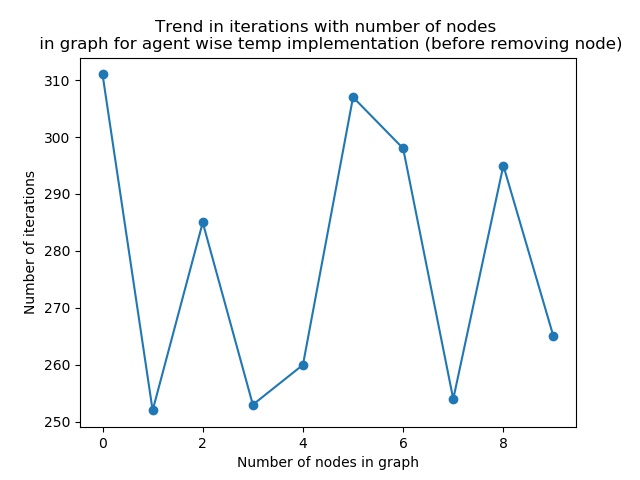 Trend in iterations with number of nodes
in graph for agent wise temp implementation (before removing node)
310
300
290
280
270
260
250
Number of iterations
0 2 4 6 8
Number of nodes in graph